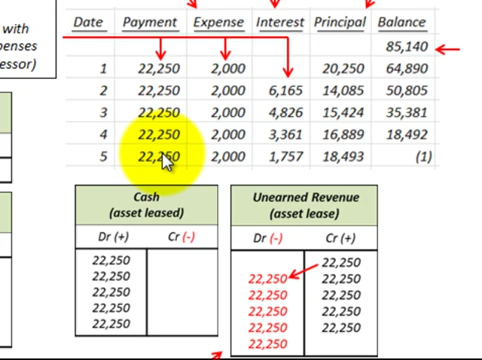 with
penses
essor)
Date Payment Expense Interest Principal Balance
85,140
1 22,250 2,000 20,250 64,890
2 22,250 2,000 6,165 14,085 50,805
3 22,250 2,000 4,826 15,424 35,381
4 22,250 2,000 3,361 16,889 18,492
5 22,250 2,000 1,757 18,493 (1)
Cash
(asset leased)
Dr (+) Cr (-)
22,250
22,250
22,250
22,250
22,250
Unearned Revenue
(asset lease)
Dr (-) Cr (+)
22,250
22,250 22,250
22,250 22,250
22,250 22,250
22,250 22,250
22,250